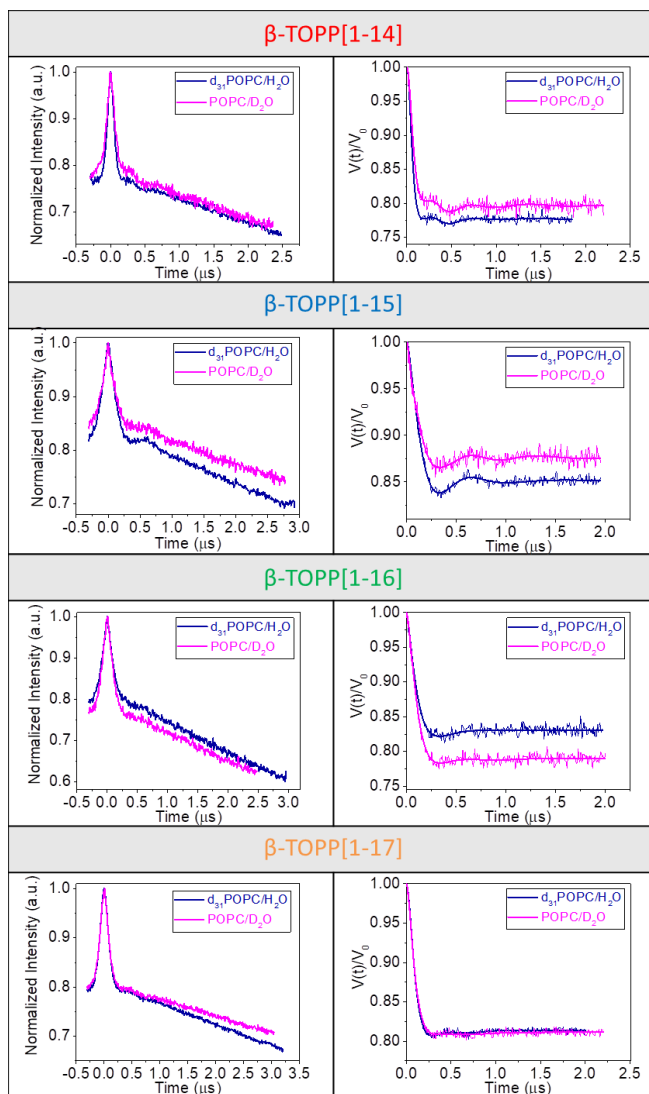 β-TOPP[1-14]
Normalized Intensity (a.u.)
1.0
0.9
0.8
0.7
-0.5 0.0 0.5 1.0 1.5 2.0 2.5
Time (μs)
d₃₁POPC/H₂O
POPC/D₂O
V(t)/V₀
1.00
0.95
0.90
0.85
0.80
0.75
0.0 0.5 1.0 1.5 2.0 2.5
Time (μs)
d₃₁POPC/H₂O
POPC/D₂O
β-TOPP[1-15]
Normalized Intensity (a.u.)
1.0
0.9
0.8
0.7
-0.5 0.0 0.5 1.0 1.5 2.0 2.5 3.0
Time (μs)
d₃₁POPC/H₂O
POPC/D₂O
V(t)/V₀
1.00
0.95
0.90
0.85
0.0 0.5 1.0 1.5 2.0
Time (μs)
d₃₁POPC/H₂O
POPC/D₂O
β-TOPP[1-16]
Normalized Intensity (a.u.)
1.0
0.9
0.8
0.7
0.6
-0.5 0.0 0.5 1.0 1.5 2.0 2.5 3.0
Time (μs)
d₃₁POPC/H₂O
POPC/D₂O
V(t)/V₀
1.00
0.95
0.90
0.85
0.80
0.75
0.0 0.5 1.0 1.5 2.0
Time (μs)
d₃₁POPC/H₂O
POPC/D₂O
β-TOPP[1-17]
Normalized Intensity (a.u.)
1.0
0.9
0.8
0.7
-0.5 0.0 0.5 1.0 1.5 2.0 2.5 3.0 3.5
Time (μs)
d₃₁POPC/H₂O
POPC/D₂O
V(t)/V₀
1.00
0.95
0.90
0.85
0.80
0.0 0.5 1.0 1.5 2.0 2.5
Time (μs)
d₃₁POPC/H₂O
POPC/D₂O